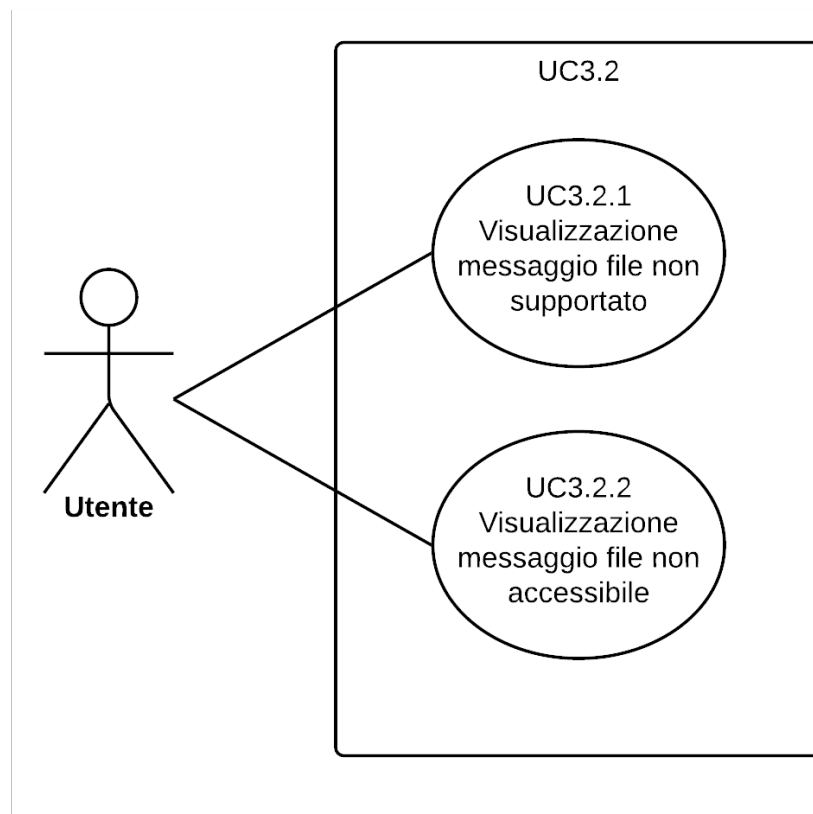 UC3.2
UC3.2.1
Visualizzazione
messaggio file non
supportato
Utente
UC3.2.2
Visualizzazione
messaggio file non
accessibile